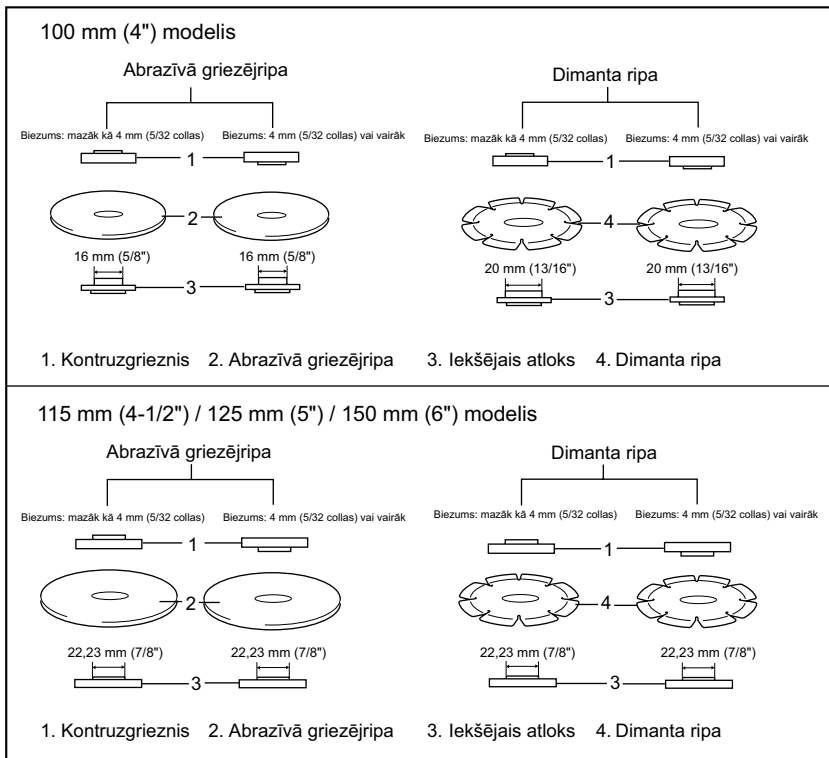 100 mm (4") modelis
Abrazīvā griezējripa
Dimanta ripa
Biezums: mazāk kā 4 mm (5/32 collas) Biezums: 4 mm (5/32 collas) vai vairāk
Biezums: mazāk kā 4 mm (5/32 collas) Biezums: 4 mm (5/32 collas) vai vairāk
1 1
2 4
16 mm (5/8") 16 mm (5/8") 20 mm (13/16") 20 mm (13/16")
3 3
1. Kontruzgrieznis 2. Abrazīvā griezējripa 3. Iekšējais atloks 4. Dimanta ripa
115 mm (4-1/2") / 125 mm (5") / 150 mm (6") modelis
Abrazīvā griezējripa Dimanta ripa
Biezums: mazāk kā 4 mm (5/32 collas) Biezums: 4 mm (5/32 collas) vai vairāk Biezums: mazāk kā 4 mm (5/32 collas) Biezums: 4 mm (5/32 collas) vai vairāk
1 1
2 4
22,23 mm (7/8") 22,23 mm (7/8") 22,23 mm (7/8") 22,23 mm (7/8")
3 3
1. Kontruzgrieznis 2. Abrazīvā griezējripa 3. Iekšējais atloks 4. Dimanta ripa